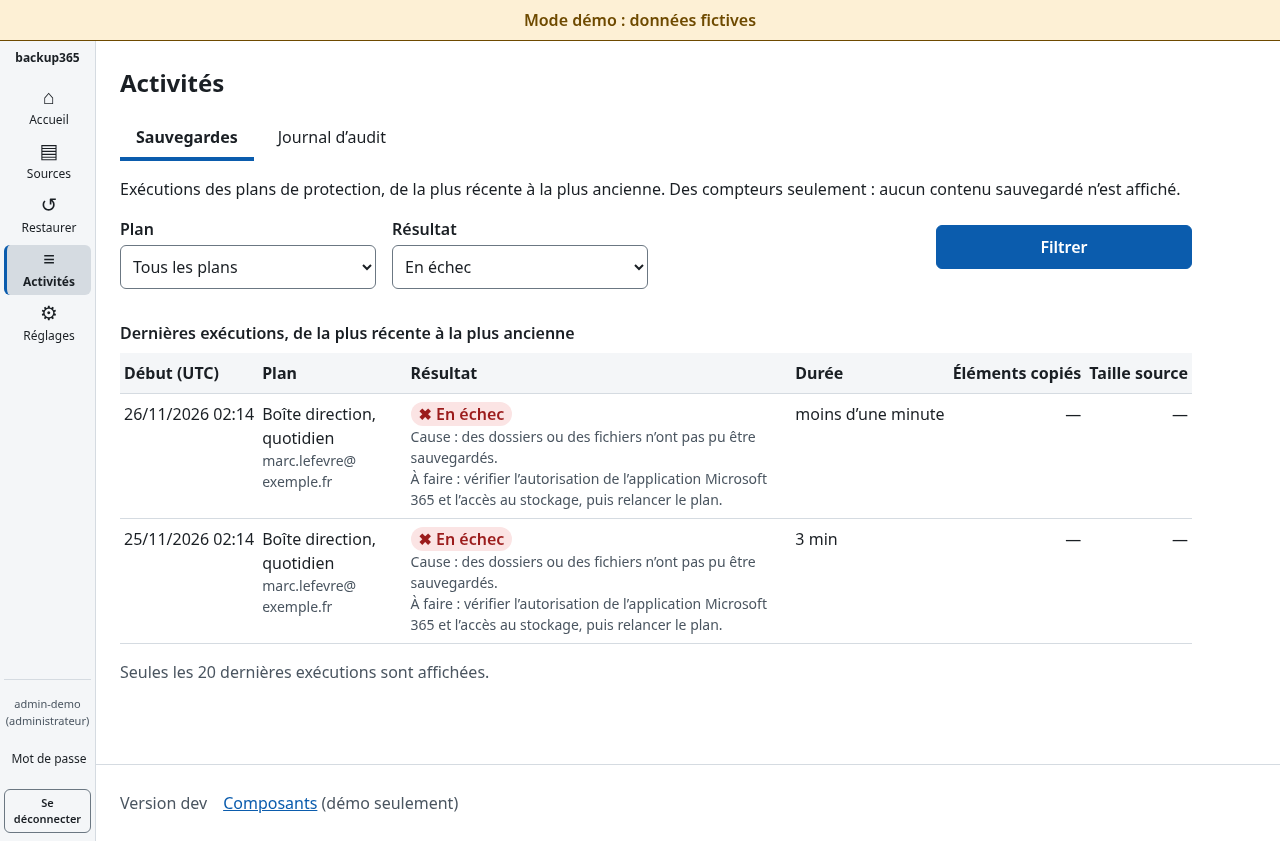 Mode démo : données fictives
backup365
Accueil
Sources
Restaurer
Activités
Réglages
admin-demo
(administrateur)
Mot de passe
Se
déconnecter
Activités
Sauvegardes
Journal d’audit
Exécutions des plans de protection, de la plus récente à la plus ancienne. Des compteurs seulement : aucun contenu sauvegardé n’est affiché.
Plan
Résultat
Tous les plans
En échec
Filtrer
Dernières exécutions, de la plus récente à la plus ancienne
Début (UTC) Plan Résultat Durée Éléments copiés Taille source
26/11/2026 02:14 Boîte direction, ✖ En échec moins d’une minute — —
quotidien
marc.lefevre@
exemple.fr
Cause : des dossiers ou des fichiers n’ont pas pu être
sauvegardés.
À faire : vérifier l’autorisation de l’application Microsoft
365 et l’accès au stockage, puis relancer le plan.
25/11/2026 02:14 Boîte direction, ✖ En échec 3 min — —
quotidien
marc.lefevre@
exemple.fr
Cause : des dossiers ou des fichiers n’ont pas pu être
sauvegardés.
À faire : vérifier l’autorisation de l’application Microsoft
365 et l’accès au stockage, puis relancer le plan.
Seules les 20 dernières exécutions sont affichées.
Version dev Composants (démo seulement)